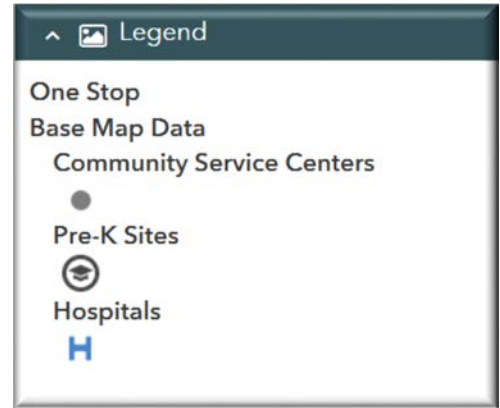 Legend
One Stop
Base Map Data
Community Service Centers
Pre-K Sites
Hospitals
H